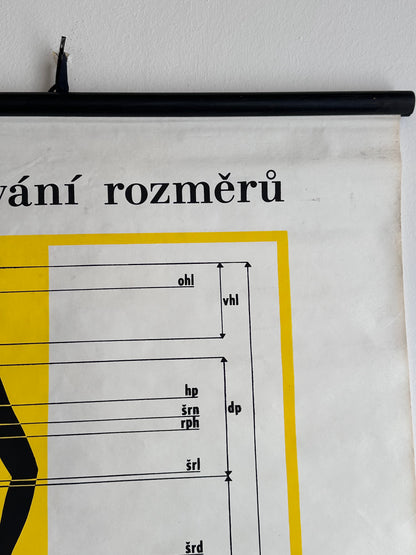 vání rozměrů
ohl
vhl
hp
dp
šrn
rph
šrl
šrd